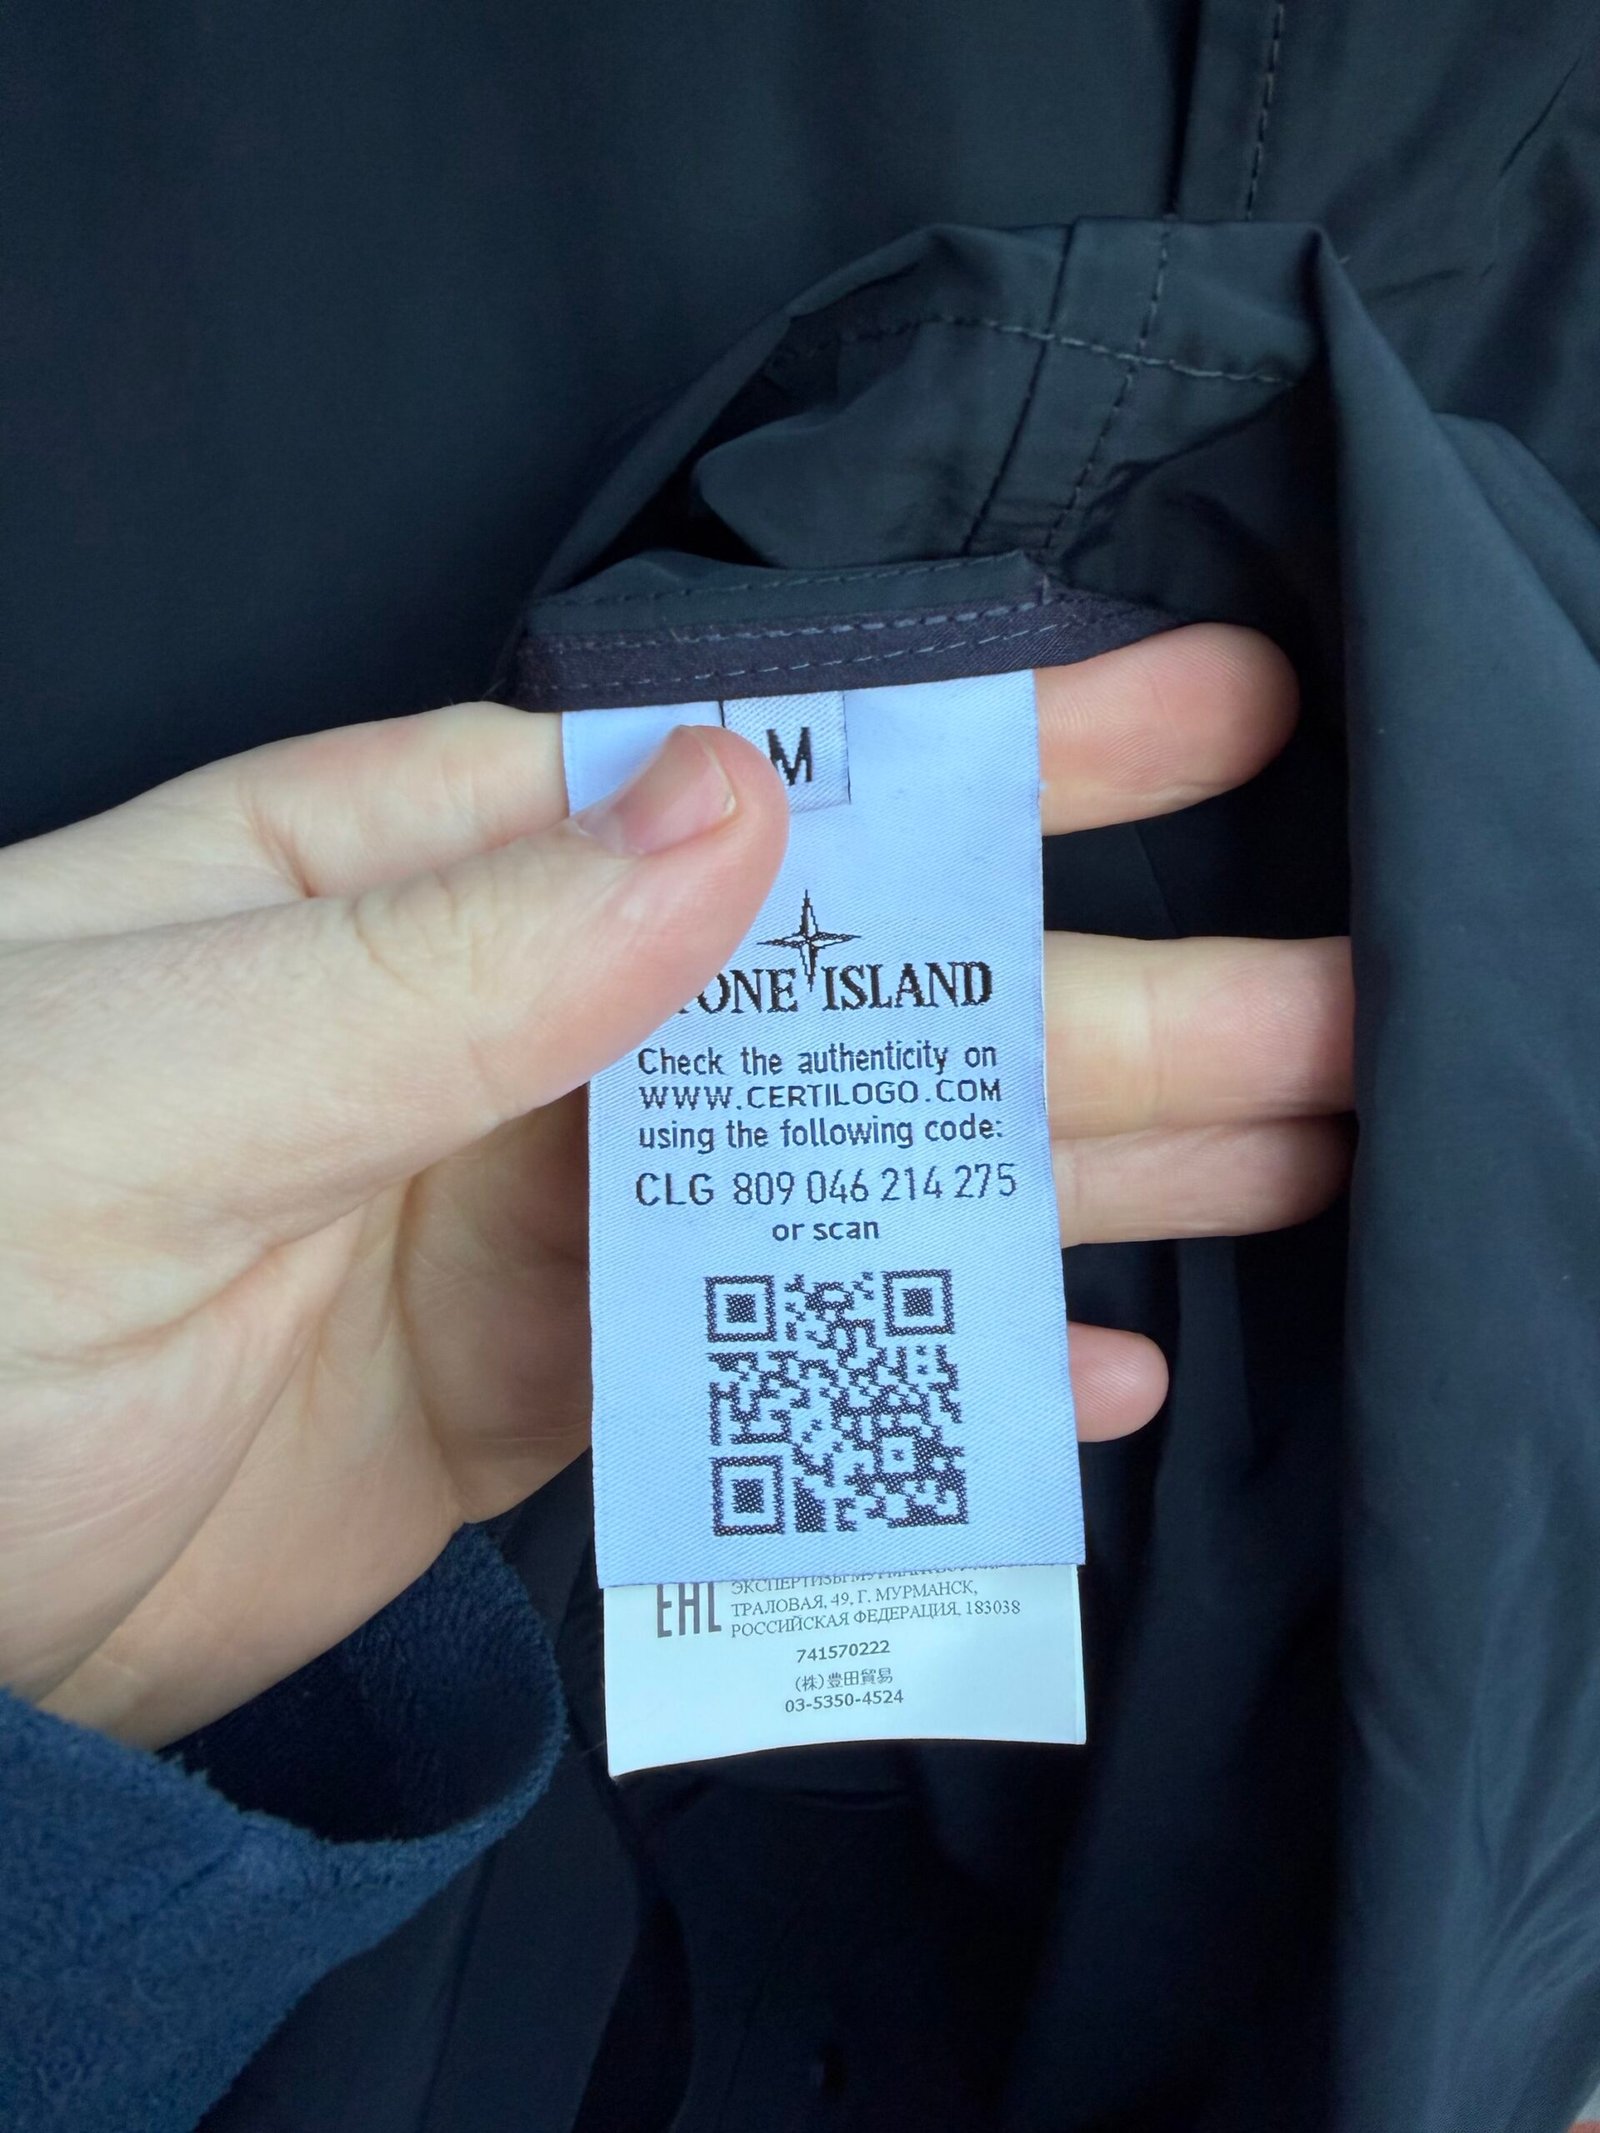 M
ONE ISLAND
Check the authenticity on
WWW.CERTILOGO.COM
using the following code:
CLG 809 046 214 275
or scan
EAC
ТРАЛОВАЯ, 49, Г. МУРМАНСК,
РОССИЙСКАЯ ФЕДЕРАЦИЯ, 183038
741570222
(株)豊田貿易
03-5350-4524